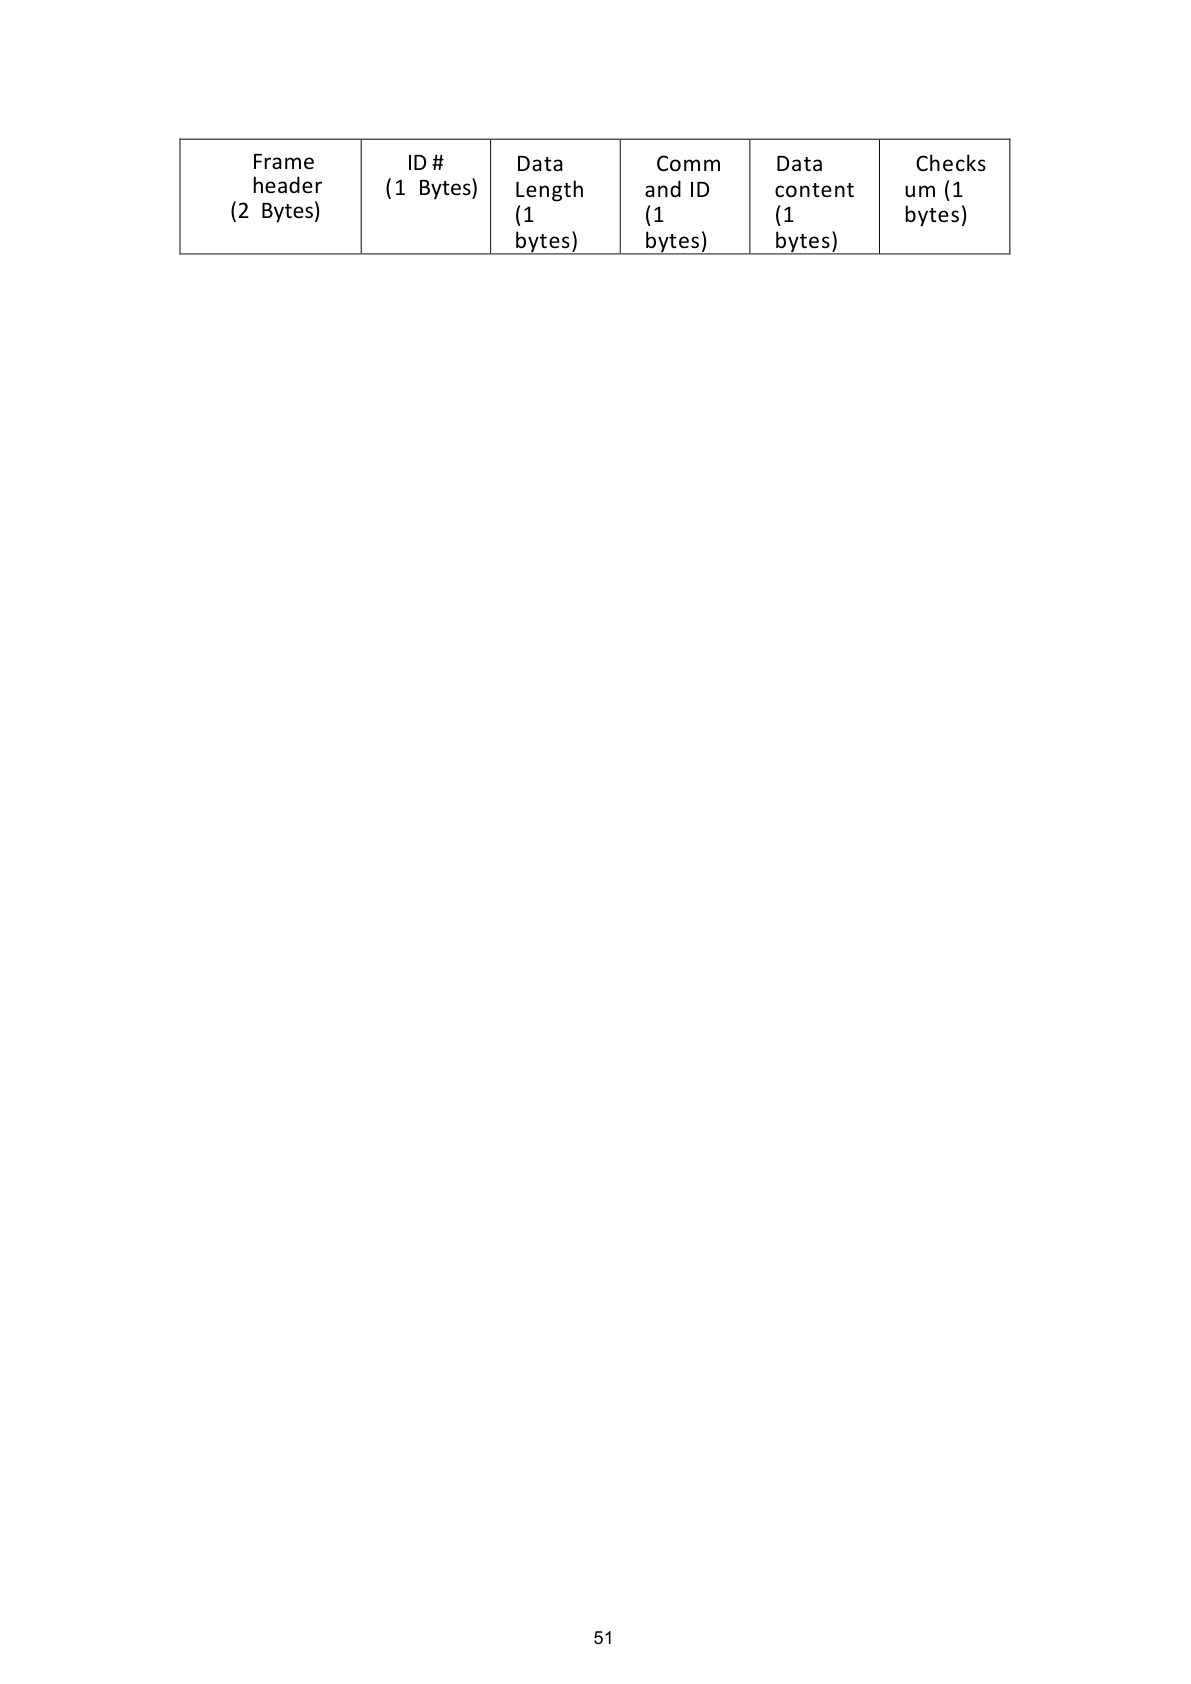 Frame
header
(2 Bytes)
ID #
(1 Bytes)
Data
Length
(1
bytes)
Comm
and ID
(1
bytes)
Data
content
(1
bytes)
Checks
um (1
bytes)
51